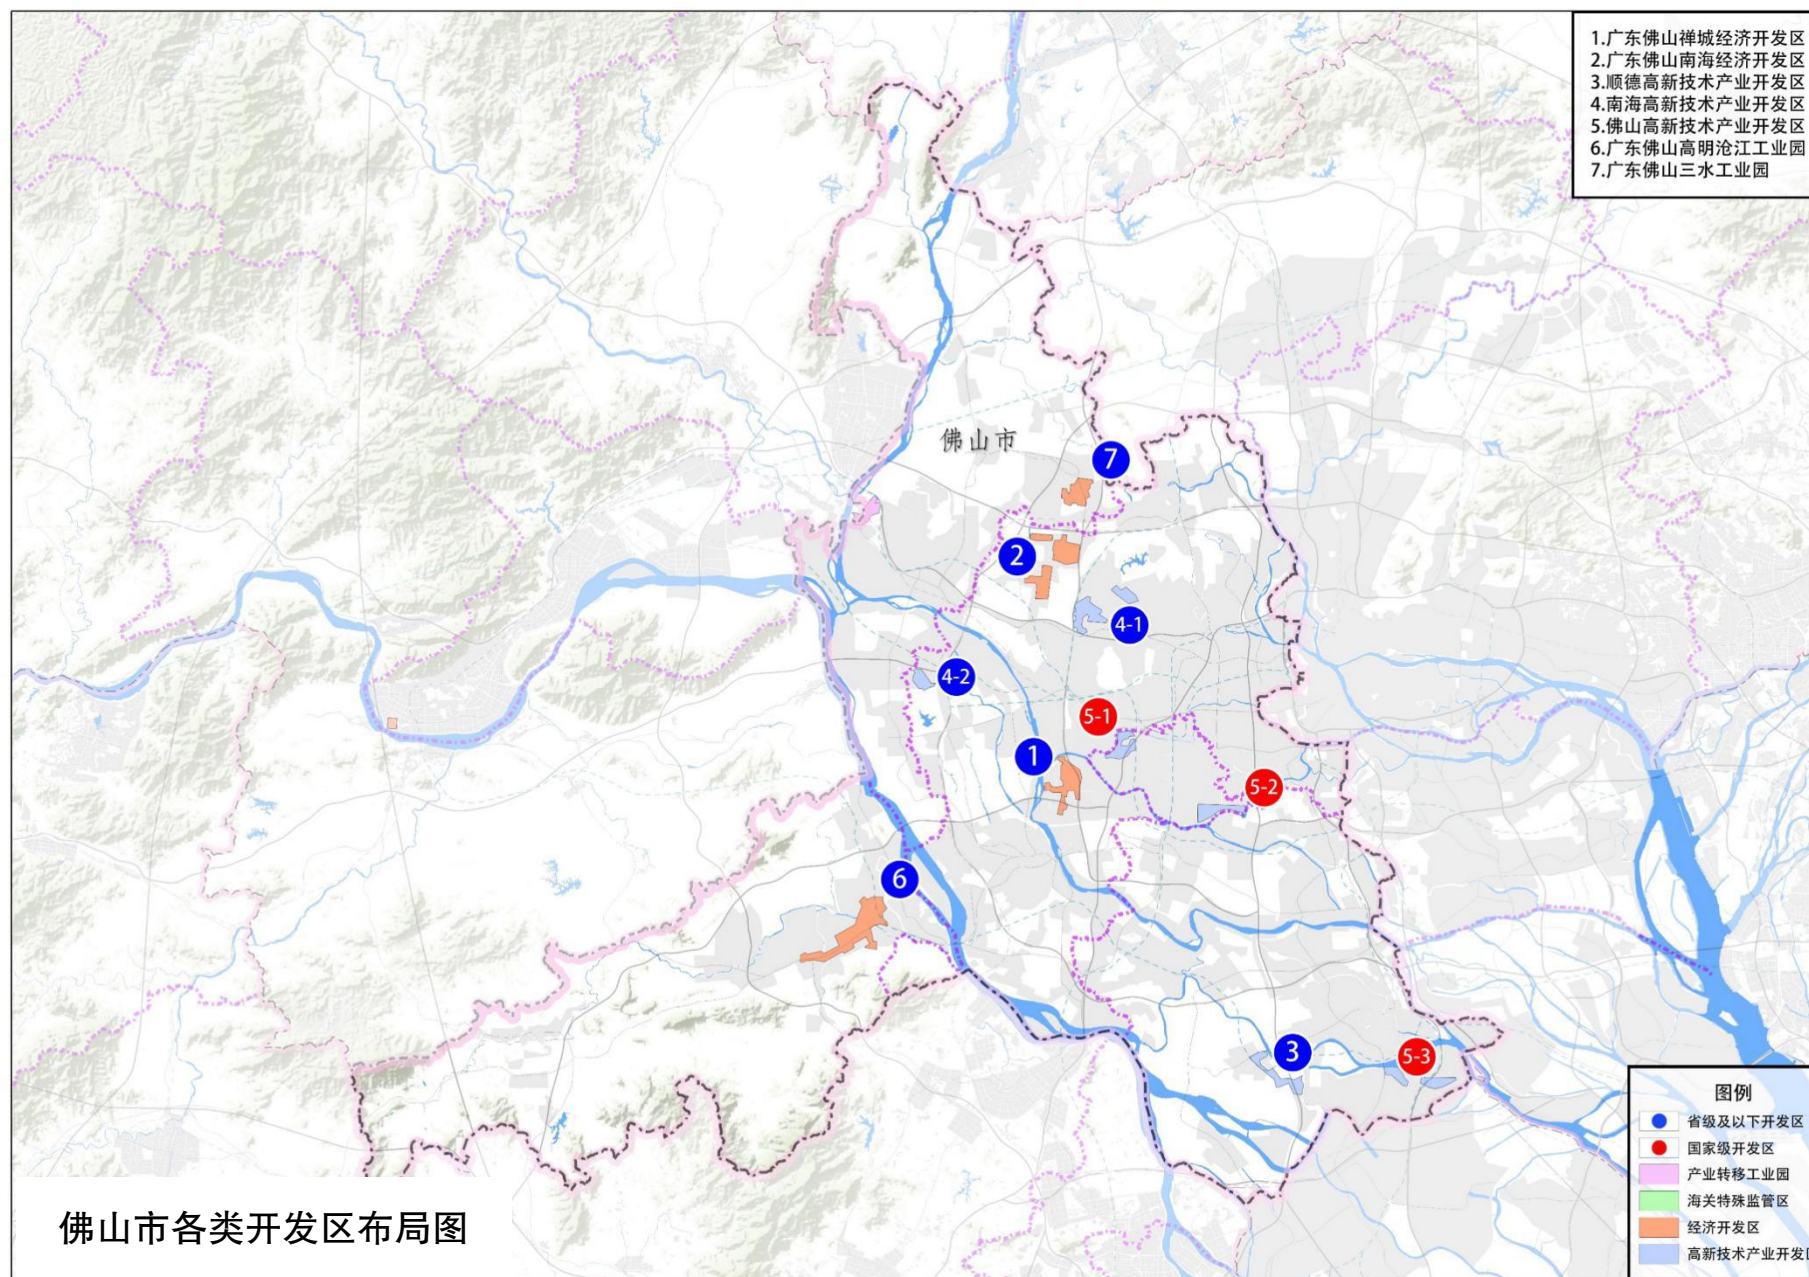 1.广东佛山禅城经济开发区
2.广东佛山南海经济开发区
3.顺德高新技术产业开发区
4.南海高新技术产业开发区
5.佛山高新技术产业开发区
6.广东佛山高明沧江工业园
7.广东佛山三水工业园
佛山市
7
2
4-1
4-2
5-1
1
5-2
6
3
5-3
图例
省级及以下开发区
国家级开发区
产业转移工业园
海关特殊监管区
经济开发区
高新技术产业开发
佛山市各类开发区布局图